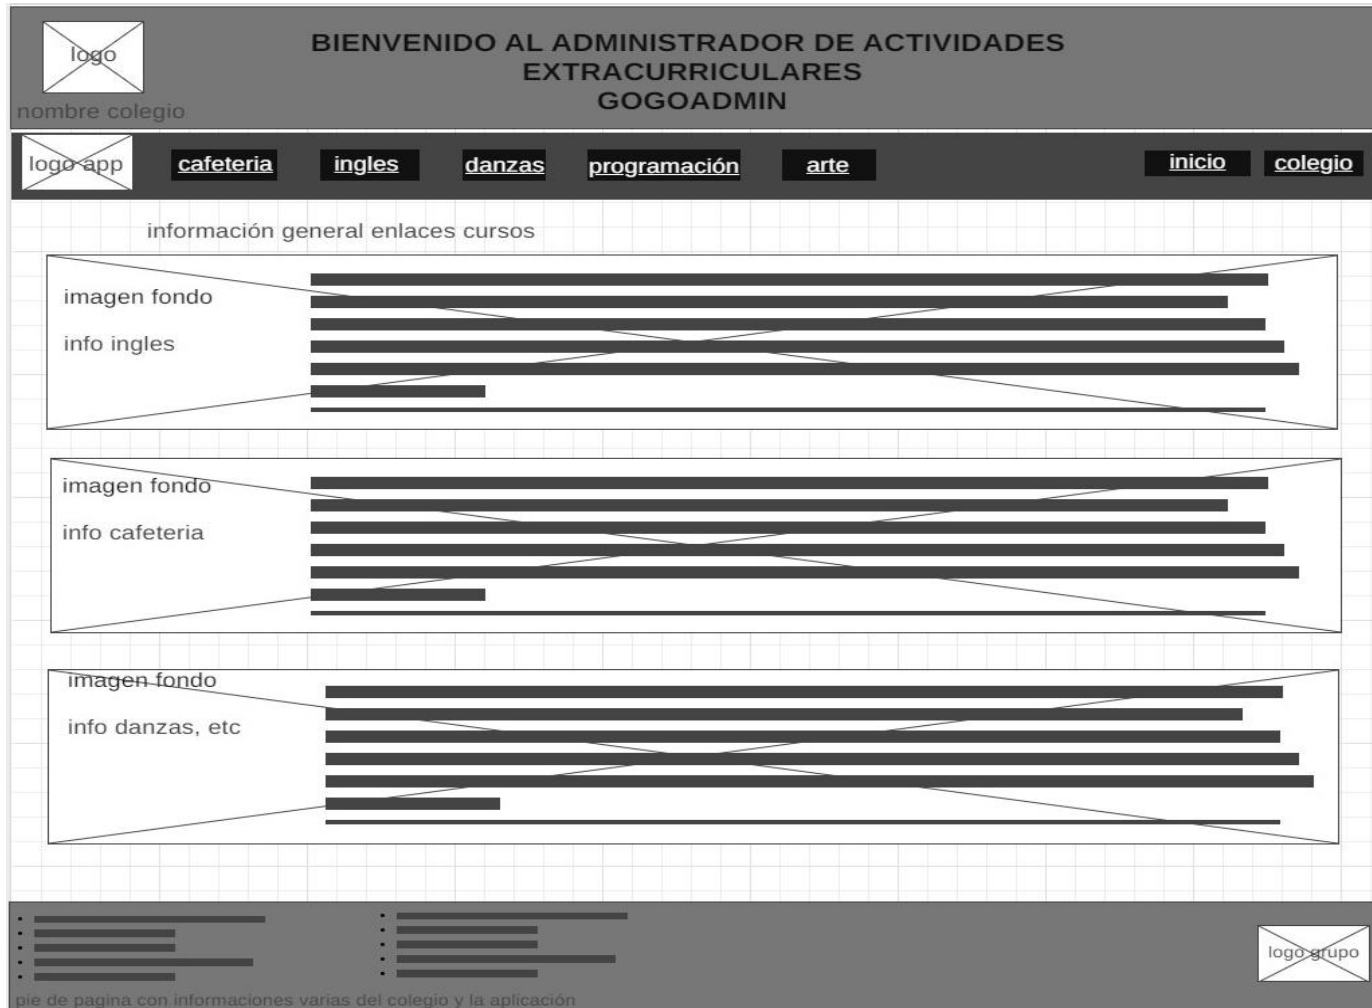 logo
nombre colegio
BIENVENIDO AL ADMINISTRADOR DE ACTIVIDADES
EXTRACURRICULARES
GOGOADMIN
logo app
cafeteria
ingles
danzas
programación
arte
inicio
colegio
información general enlaces cursos
imagen fondo
info ingles
imagen fondo
info cafeteria
imagen fondo
info danzas, etc
logo grupo
pie de pagina con informaciones varias del colegio y la aplicación